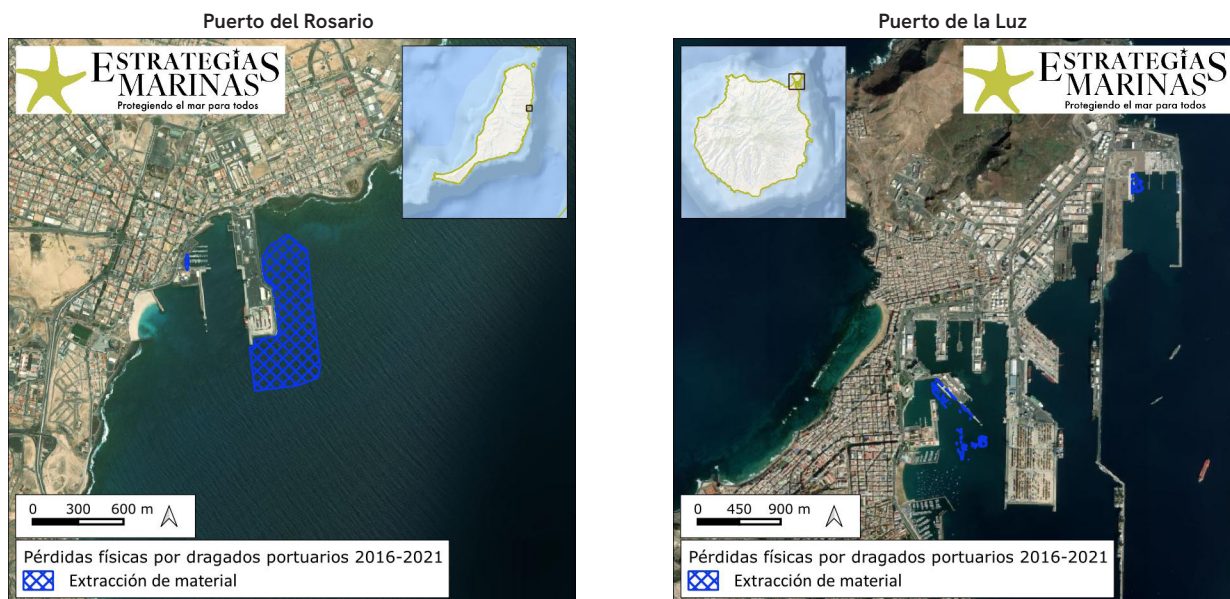 Puerto del Rosario
ESTRATEGIAS
MARINAS
Protegiendo el mar para todos
0 300 600 m
Pérdidas físicas por dragados portuarios 2016-2021
Extracción de material
Puerto de la Luz
ESTRATEGIAS
MARINAS
Protegiendo el mar para todos
0 450 900 m
Pérdidas físicas por dragados portuarios 2016-2021
Extracción de material